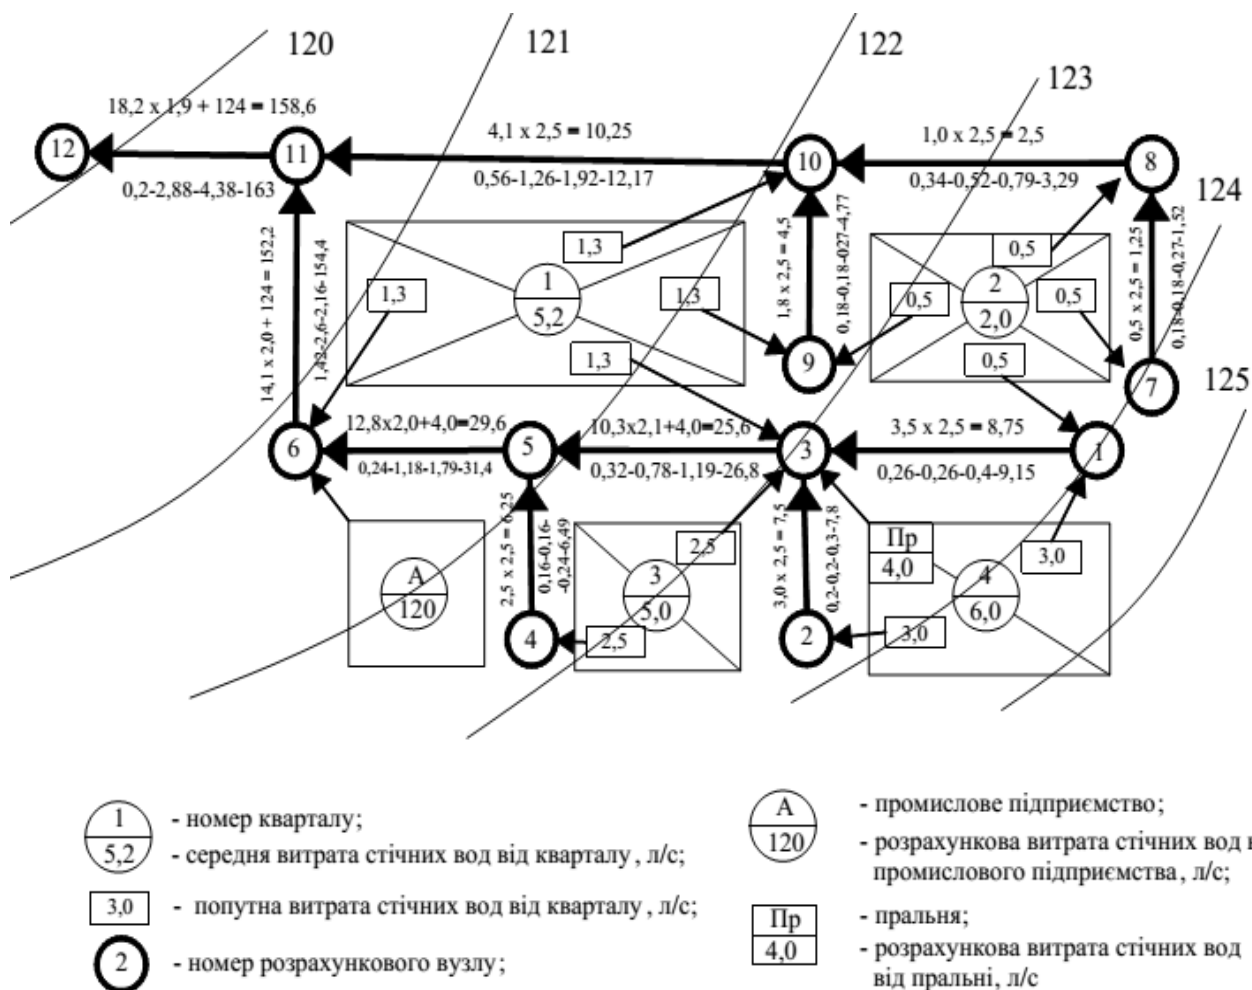 120
121
122
123
124
125
18,2 х 1,9 + 124 = 158,6
4,1 х 2,5 = 10,25
1,0 х 2,5 = 2,5
12
11
10
8
0,2-2,88-4,38-163
0,56-1,26-1,92-12,17
0,34-0,52-0,79-3,29
14,1 х 2,0 + 124 = 152,2
1,42-2,6-2,16-154,4
1,3
1,3
1
5,2
1,3
1,3
1,8 х 2,5 = 4,5
0,18-0,18-027-4,77
0,5
2
2,0
0,5
0,5
0,5
0,5 х 2,5 = 1,25
0,18-0,18-0,27-1,52
9
7
12,8х2,0+4,0=29,6
10,3х2,1+4,0=25,6
3,5 х 2,5 = 8,75
6
5
3
1
0,24-1,18-1,79-31,4
0,32-0,78-1,19-26,8
0,26-0,26-0,4-9,15
А
120
2,5 х 2,5 = 6,25
0,16-0,16-
-0,24-6,49
2,5
3
5,0
2,5
3,0 х 2,5 = 7,5
0,2-0,2-0,3-7,8
Пр
4,0
4
6,0
3,0
3,0
4
2
1
5,2
- номер кварталу;
- середня витрата стічних вод від кварталу, л/с;
3,0
- попутна витрата стічних вод від кварталу, л/с;
2
- номер розрахункового вузлу;
А
120
- промислове підприємство;
- розрахункова витрата стічних вод
промислового підприємства, л/с;
Пр
4,0
- пральня;
- розрахункова витрата стічних вод
від пральні, л/с